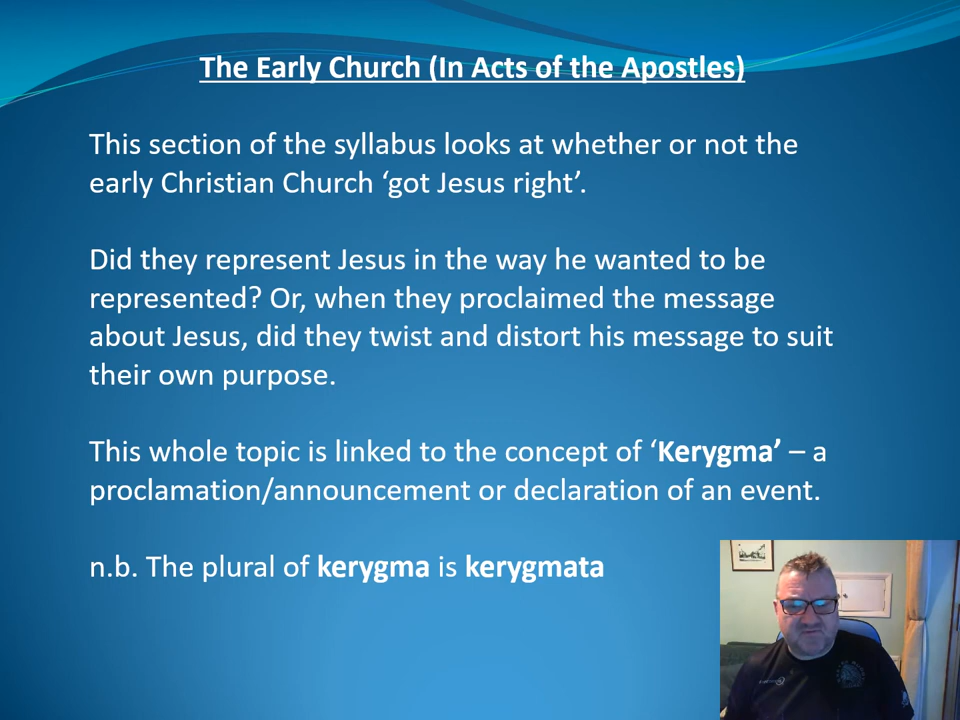 The Early Church (In Acts of the Apostles)
This section of the syllabus looks at whether or not the
early Christian Church ‘got Jesus right’.
Did they represent Jesus in the way he wanted to be
represented? Or, when they proclaimed the message
about Jesus, did they twist and distort his message to suit
their own purpose.
This whole topic is linked to the concept of ‘Kerygma’ – a
proclamation/announcement or declaration of an event.
n.b. The plural of kerygma is kerygmata